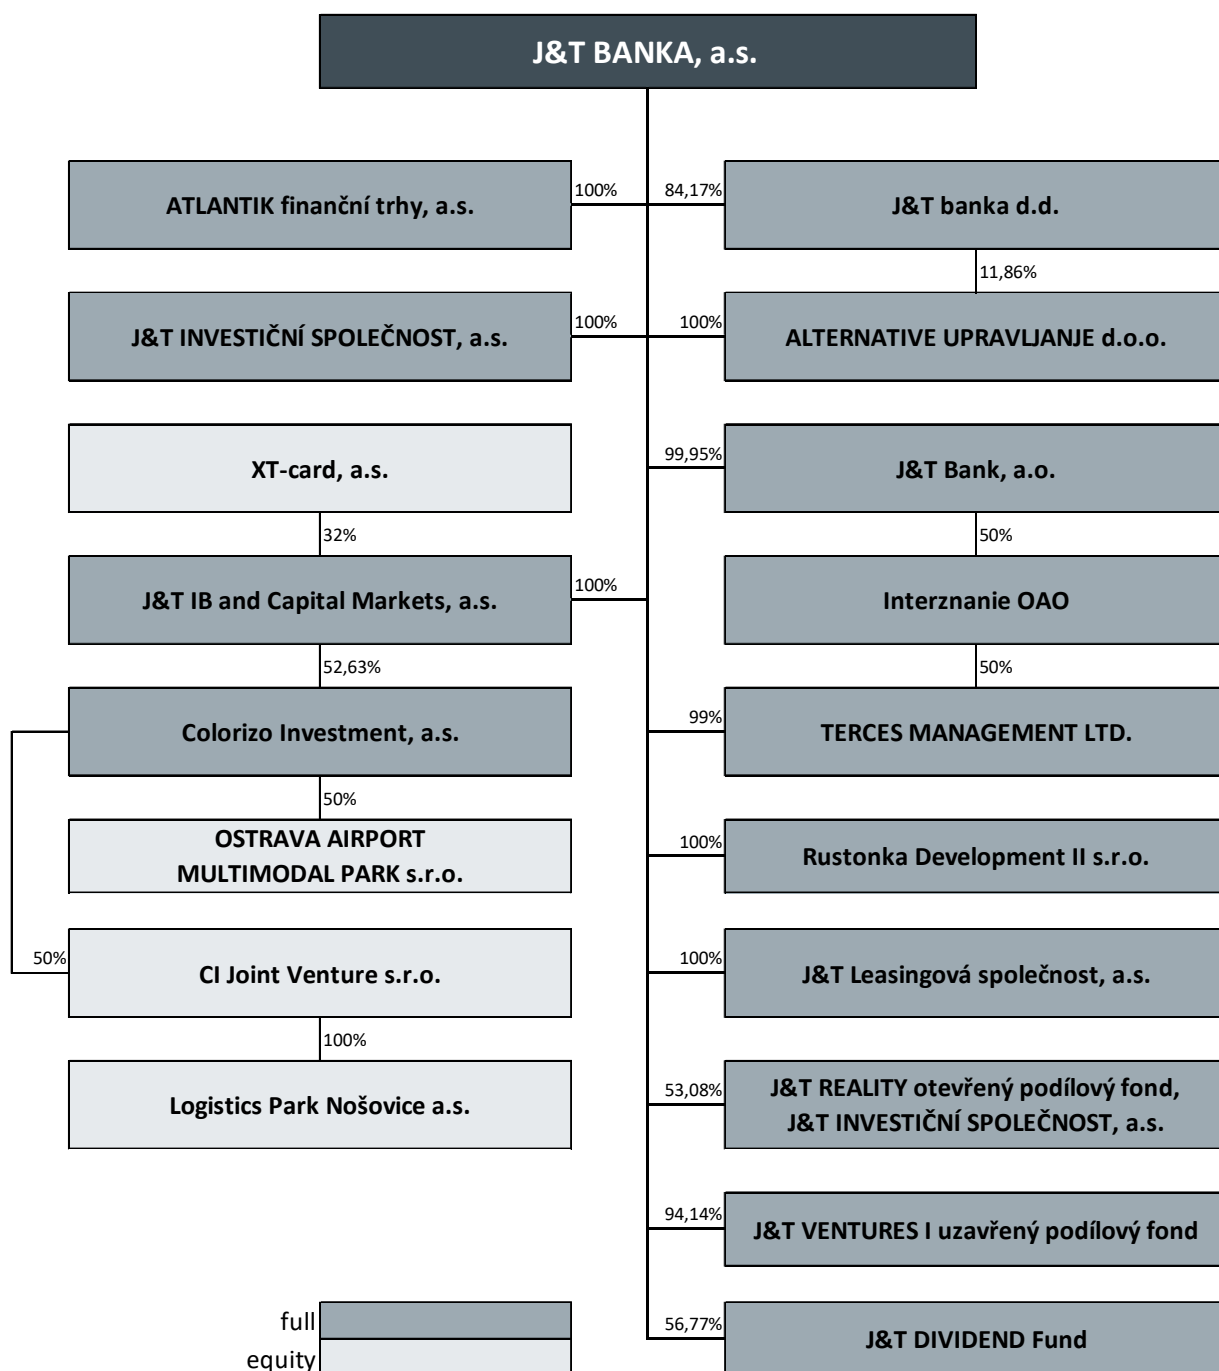 J&T BANKA, a.s.
ATLANTIK finanční trhy, a.s.
100%
84,17%
J&T banka d.d.
11,86%
J&T INVESTIČNÍ SPOLEČNOST, a.s.
100%
100%
ALTERNATIVE UPRAVLJANJE d.o.o.
XT-card, a.s.
99,95%
J&T Bank, a.o.
32%
50%
J&T IB and Capital Markets, a.s.
100%
Interznanie OAO
52,63%
50%
Colorizo Investment, a.s.
99%
TERCES MANAGEMENT LTD.
50%
OSTRAVA AIRPORT
MULTIMODAL PARK s.r.o.
100%
Rustonka Development II s.r.o.
50%
CI Joint Venture s.r.o.
100%
J&T Leasingová společnost, a.s.
100%
Logistics Park Nošovice a.s.
53,08%
J&T REALITY otevřený podílový fond,
J&T INVESTIČNÍ SPOLEČNOST, a.s.
94,14%
J&T VENTURES I uzavřený podílový fond
full
equity
56,77%
J&T DIVIDEND Fund